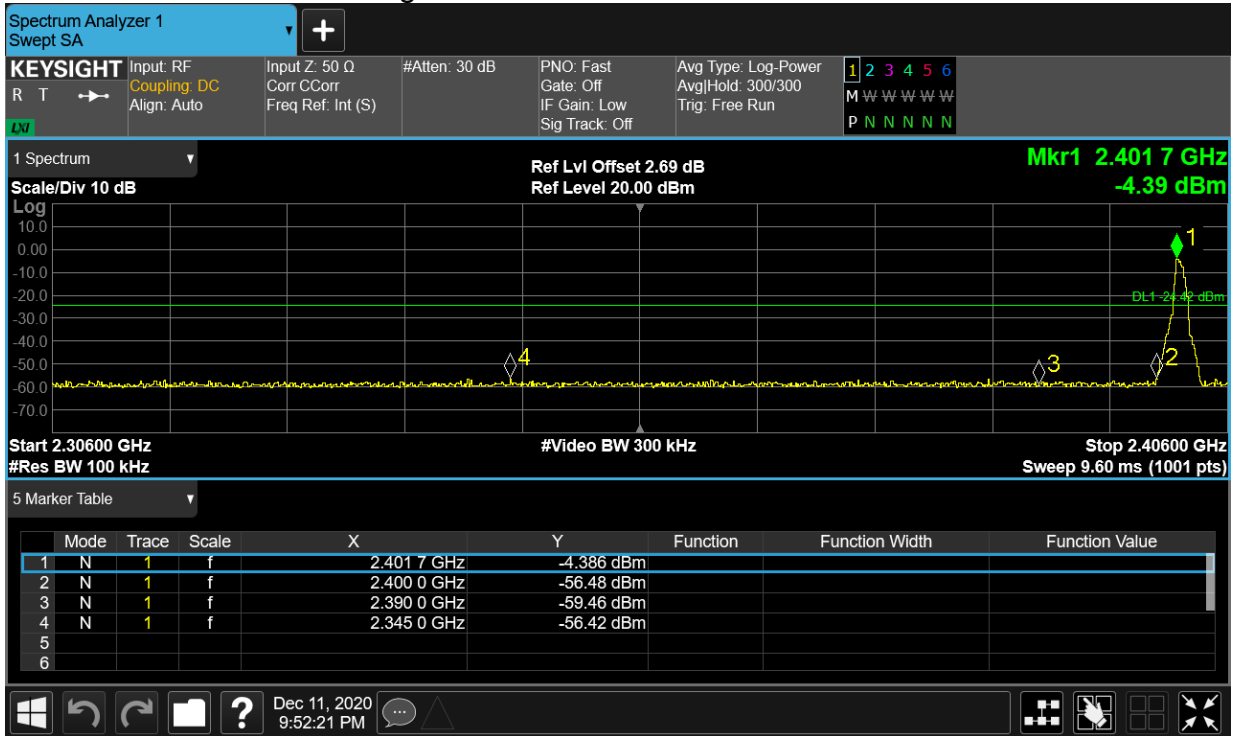 Spectrum Analyzer 1
Swept SA
+
KEYSIGHT
R T
LXI
Input: RF
Coupling: DC
Align: Auto
Input Z: 50 Ω
Corr CCorr
Freq Ref: Int (S)
#Atten: 30 dB
PNO: Fast
Gate: Off
IF Gain: Low
Sig Track: Off
Avg Type: Log-Power
Avg|Hold: 300/300
Trig: Free Run
1 2 3 4 5 6
M W W W W W
P N N N N N
1 Spectrum
Scale/Div 10 dB
Ref Lvl Offset 2.69 dB
Ref Level 20.00 dBm
Mkr1 2.401 7 GHz
-4.39 dBm
Log
10.0
0.00
-10.0
-20.0
-30.0
-40.0
-50.0
-60.0
-70.0
1
DL1 -24.42 dBm
4
3
2
Start 2.30600 GHz
#Res BW 100 kHz
#Video BW 300 kHz
Stop 2.40600 GHz
Sweep 9.60 ms (1001 pts)
5 Marker Table
Mode Trace Scale X Y Function Function Width Function Value
1 N 1 f 2.401 7 GHz -4.386 dBm
2 N 1 f 2.400 0 GHz -56.48 dBm
3 N 1 f 2.390 0 GHz -59.46 dBm
4 N 1 f 2.345 0 GHz -56.42 dBm
5
6
?
Dec 11, 2020
9:52:21 PM